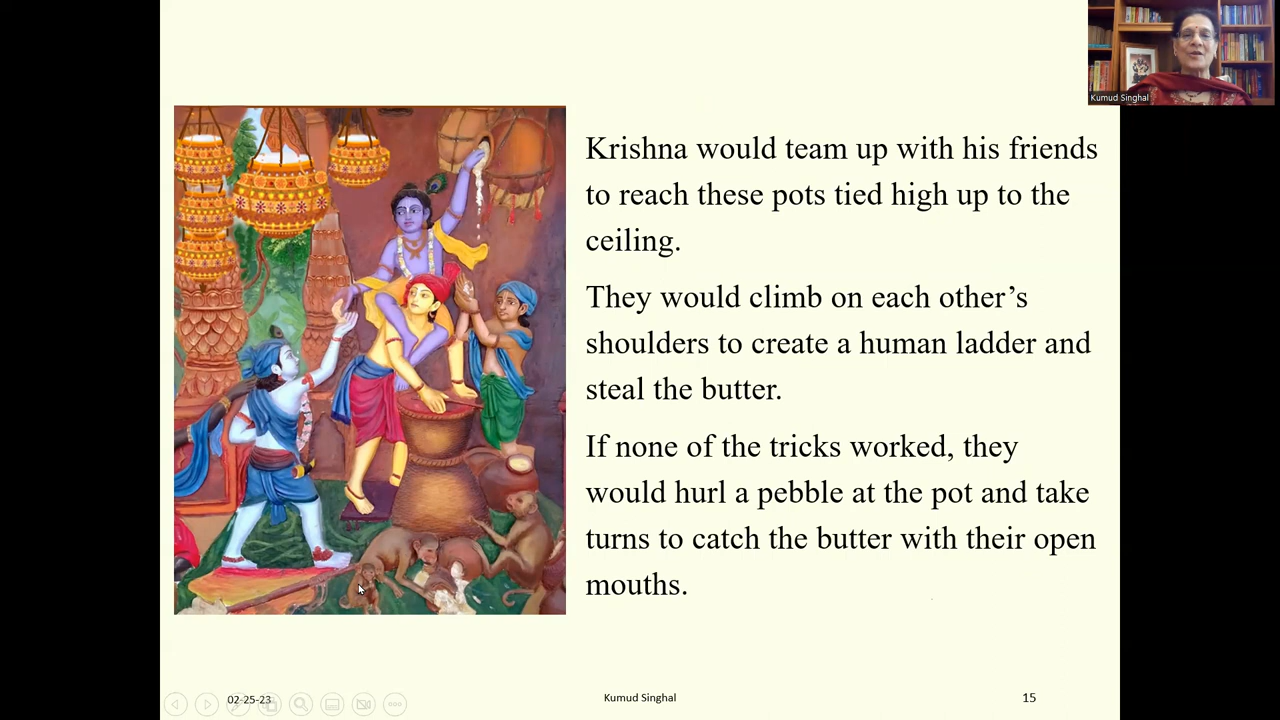 Kumud Singhal
Krishna would team up with his friends
to reach these pots tied high up to the
ceiling.
They would climb on each other’s
shoulders to create a human ladder and
steal the butter.
If none of the tricks worked, they
would hurl a pebble at the pot and take
turns to catch the butter with their open
mouths.
02-25-23
Kumud Singhal
15